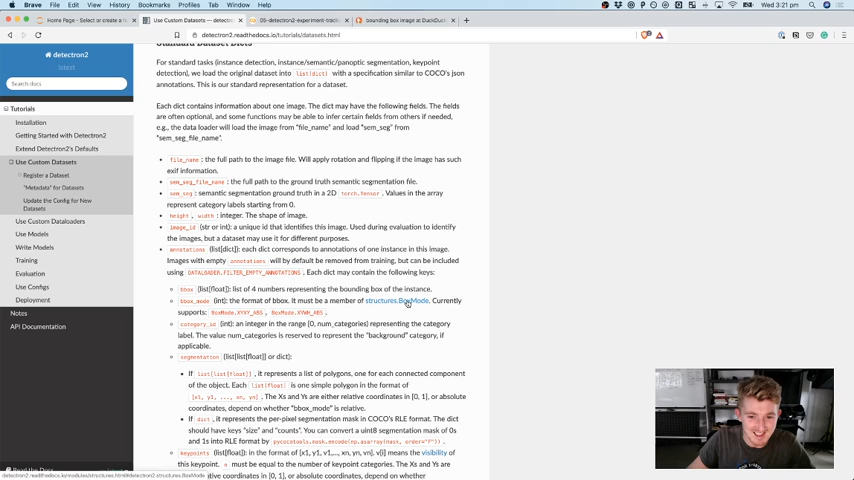 Brave File Edit View History Bookmarks Profiles Tab Window Help Wed 3:21 pm
Home Page - Select or create a
Use Custom Datasets — detectro
05-detectron2-experiment-track
bounding box image at DuckDuck
detectron2.readthedocs.io/tutorials/datasets.html
detectron2
latest
Search docs
Tutorials
Installation
Getting Started with Detectron2
Extend Detectron2's Defaults
Use Custom Datasets
Register a Dataset
"Metadata" for Datasets
Update the Config for New
Datasets
Use Custom Dataloaders
Use Models
Write Models
Training
Evaluation
Use Configs
Deployment
Notes
API Documentation
Read the Docs
Standard Dataset Dicts
For standard tasks (instance detection, instance/semantic/panoptic segmentation, keypoint
detection), we load the original dataset into list[dict] with a specification similar to COCO's json
annotations. This is our standard representation for a dataset.
Each dict contains information about one image. The dict may have the following fields. The fields
are often optional, and some functions may be able to infer certain fields from others if needed,
e.g., the data loader will load the image from "file_name" and load "sem_seg" from
"sem_seg_file_name".
file_name : the full path to the image file. Will apply rotation and flipping if the image has such
exif information.
sem_seg_file_name : the full path to the ground truth semantic segmentation file.
sem_seg : semantic segmentation ground truth in a 2D torch.Tensor . Values in the array
represent category labels starting from 0.
height , width : integer. The shape of image.
image_id (str or int): a unique id that identifies this image. Used during evaluation to identify
the images, but a dataset may use it for different purposes.
annotations (list[dict]): each dict corresponds to annotations of one instance in this image.
Images with empty annotations will by default be removed from training, but can be included
using DATALOADER.FILTER_EMPTY_ANNOTATIONS . Each dict may contain the following keys:
bbox (list[float]): list of 4 numbers representing the bounding box of the instance.
bbox_mode (int): the format of bbox. It must be a member of structures.BoxMode. Currently
supports: BoxMode.XYXY_ABS , BoxMode.XYWH_ABS .
category_id (int): an integer in the range [0, num_categories) representing the category
label. The value num_categories is reserved to represent the "background" category, if
applicable.
segmentation (list[list[float]] or dict):
If list[list[float]] , it represents a list of polygons, one for each connected component
of the object. Each list[float] is one simple polygon in the format of
[x1, y1, ..., xn, yn] . The Xs and Ys are either relative coordinates in [0, 1], or absolute
coordinates, depend on whether "bbox_mode" is relative.
If dict , it represents the per-pixel segmentation mask in COCO's RLE format. The dict
should have keys "size" and "counts". You can convert a uint8 segmentation mask of 0s
and 1s into RLE format by pycocotools.mask.encode(np.asarray(mask, order="F")) .
keypoints (list[float]): in the format of [x1, y1, v1,..., xn, yn, vn]. v[i] means the visibility of
this keypoint. n must be equal to the number of keypoint categories. The Xs and Ys
are either relative coordinates in [0, 1], or absolute coordinates, depend on whether
detectron2.readthedocs.io/modules/structures.html#detectron2.structures.BoxMode